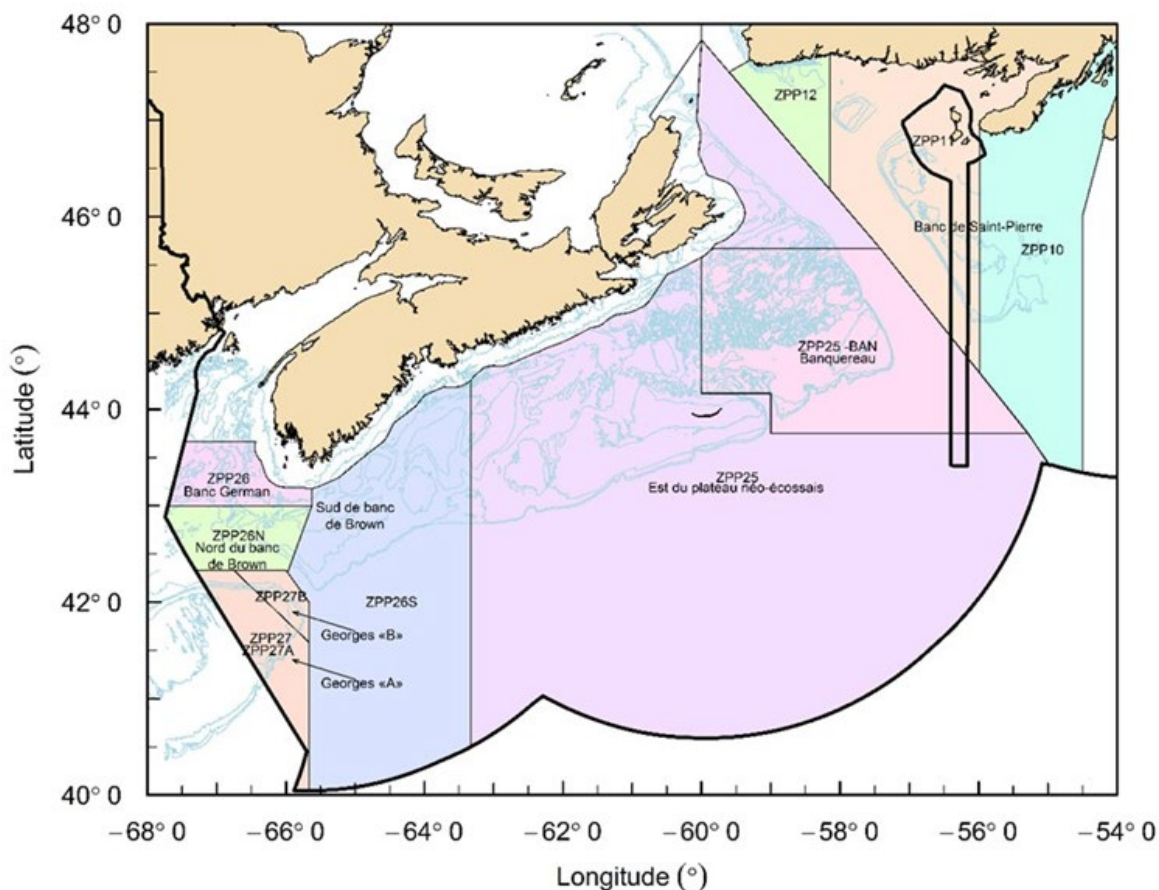 48° 0
46° 0
44° 0
42° 0
40° 0
Latitude (°)
ZPP12
ZPP11
Banc de Saint-Pierre
ZPP10
ZPP25 -BAN
Banquereau
ZPP25
Est du plateau néo-écossais
ZPP26
Banc German
Sud de banc
de Brown
ZPP26N
Nord du banc
de Brown
ZPP27B
ZPP26S
Georges «B»
ZPP27
ZPP27A
Georges «A»
−68° 0
−66° 0
−64° 0
−62° 0
−60° 0
−58° 0
−56° 0
−54° 0
Longitude (°)